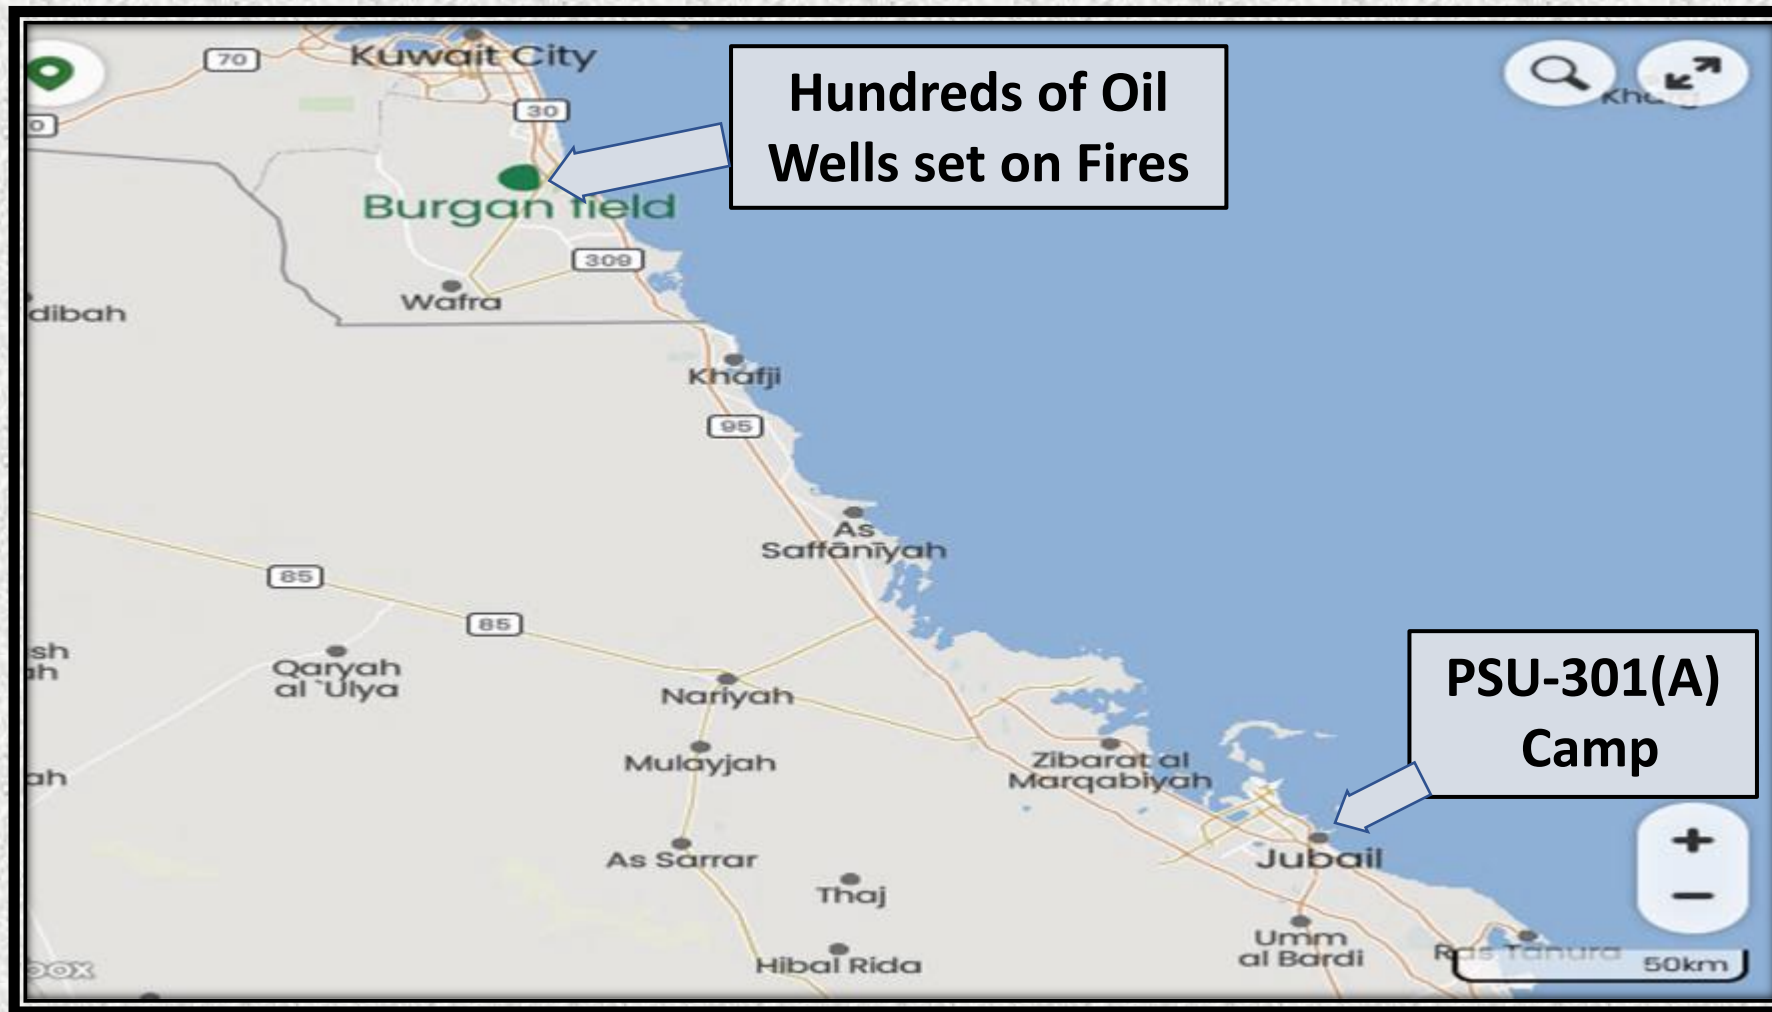 Kuwait City
70
30
Hundreds of Oil
Wells set on Fires
Burgan field
309
Wafra
dibah
Khafji
95
As
Saffānīyah
85
85
sh
Qaryah
al `Ulya
Nariyah
PSU-301(A)
Camp
Mulayjah
ah
Zibarat al
Marqabiyah
As Sarrar
Jubail
Thaj
Umm
al Bardi
Ras Tanura
Hibal Rida
50km